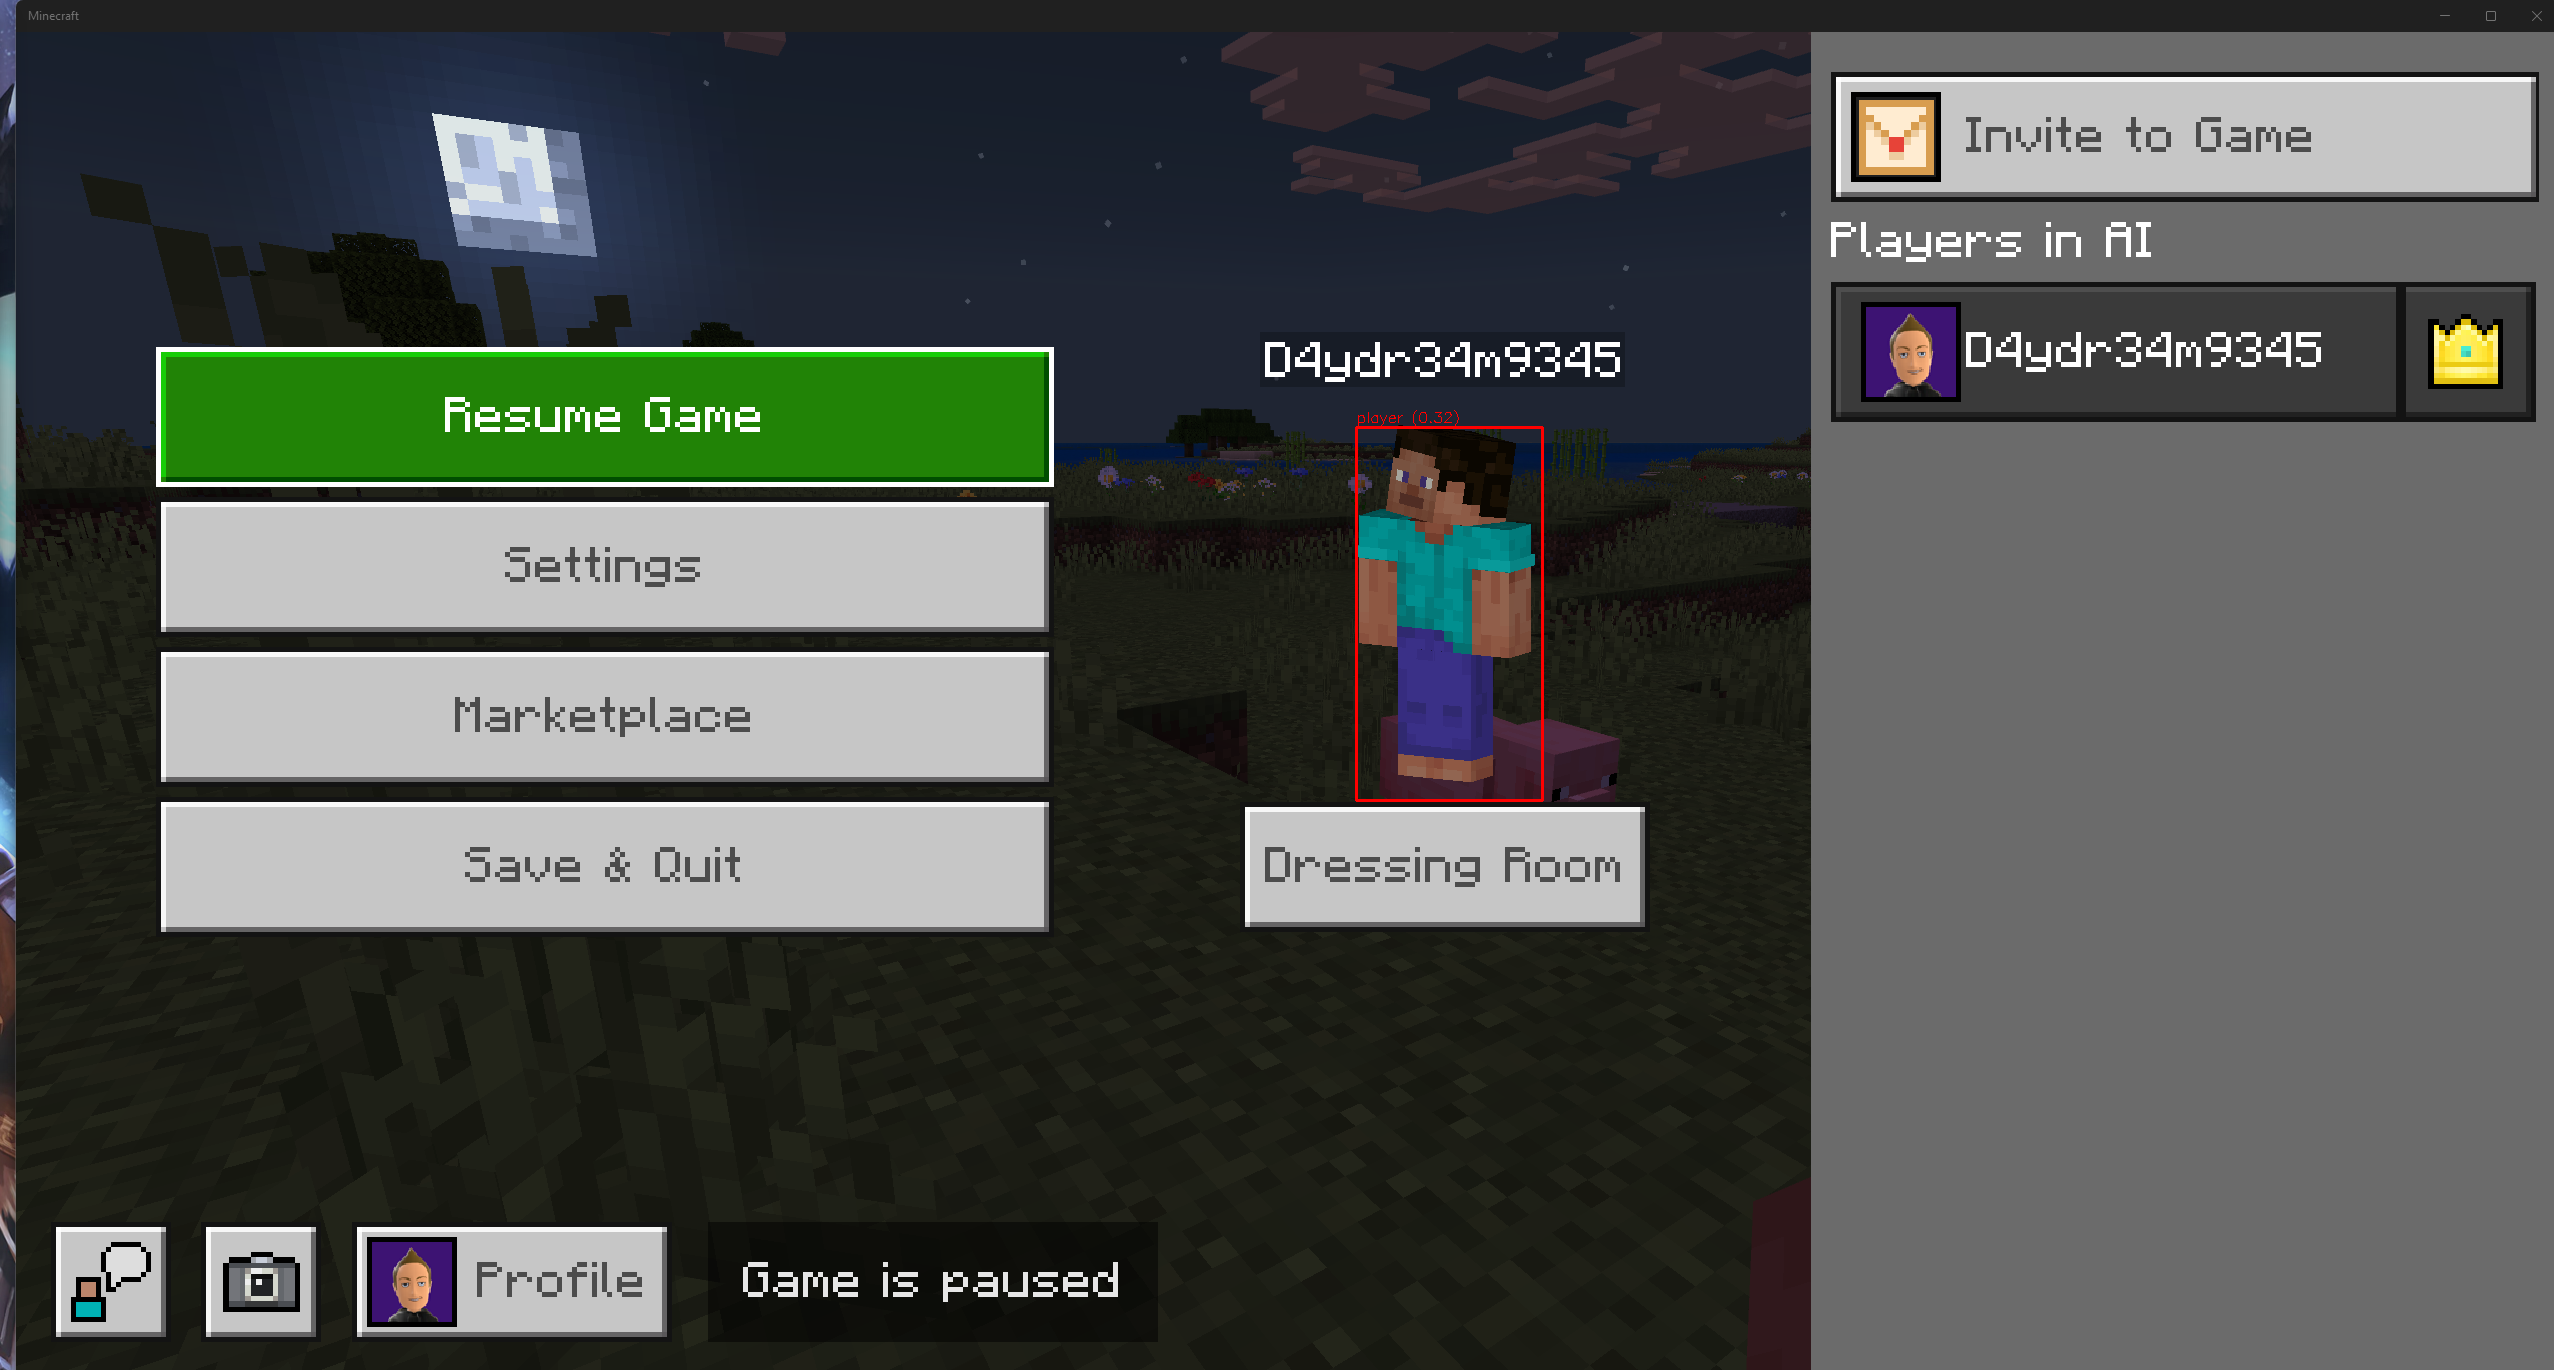 Minecraft
Invite to Game
Players in AI
D4ydr34m9345
D4ydr34m9345
player (0.32)
Resume Game
Settings
Marketplace
Save & Quit
Dressing Room
Profile
Game is paused